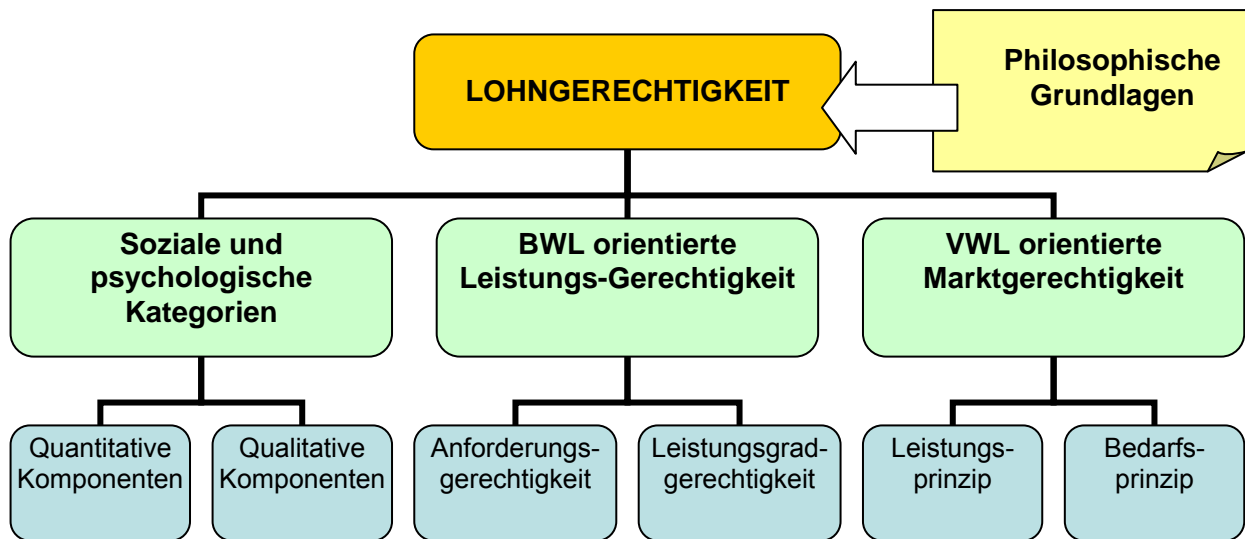 LOHNGERECHTIGKEIT
Philosophische
Grundlagen
Soziale und
psychologische
Kategorien
BWL orientierte
Leistungs-Gerechtigkeit
VWL orientierte
Marktgerechtigkeit
Quantitative
Komponenten
Qualitative
Komponenten
Anforderungs-
gerechtigkeit
Leistungsgrad-
gerechtigkeit
Leistungs-
prinzip
Bedarfs-
prinzip